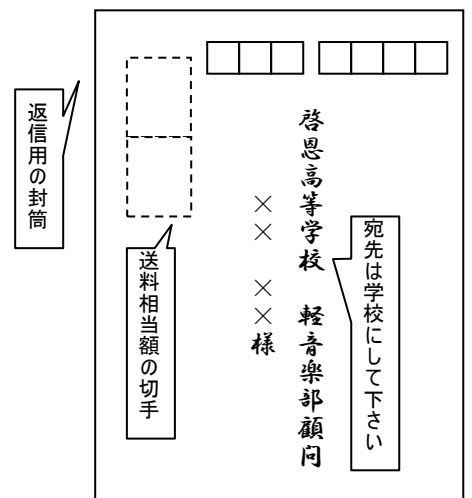 啓恩高等学校　軽音楽部顧問
××　××様
宛先は学校にして下さい
送料相当額の切手
返信用の封筒